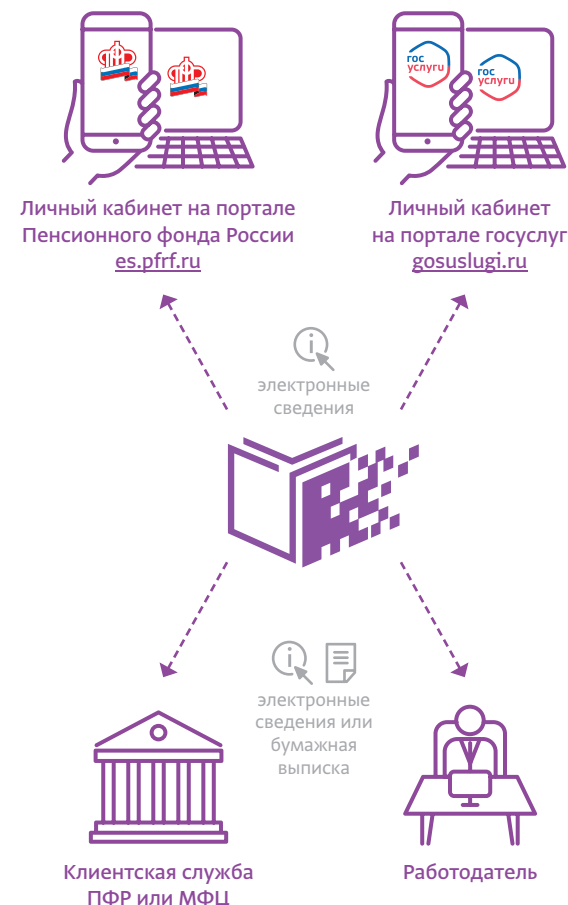 гос
услуги
гос
услуги
Личный кабинет на портале
Пенсионного фонда России
es.pfrf.ru
Личный кабинет
на портале госуслуг
gosuslugi.ru
электронные
сведения
электронные
сведения или
бумажная
выписка
Клиентская служба
ПФР или МФЦ
Работодатель